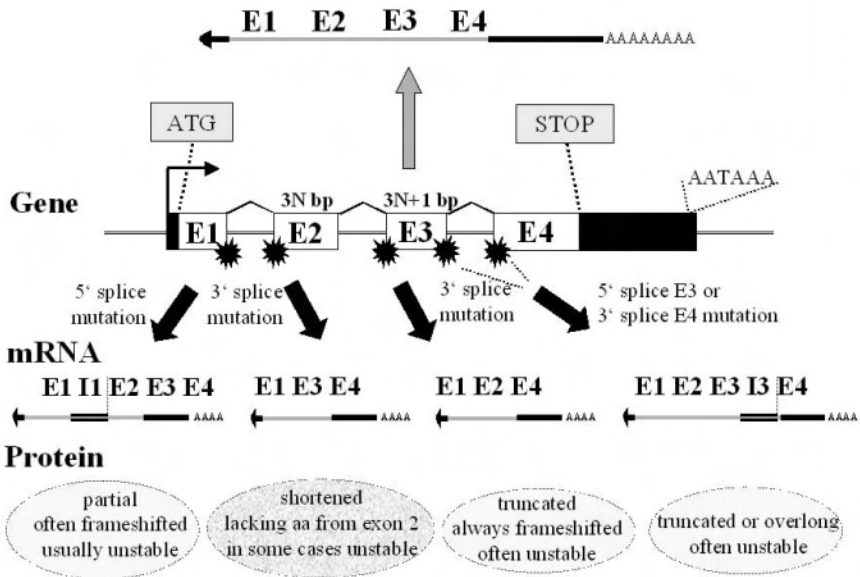 E1 E2 E3 E4
AAAAAAAA
ATG
STOP
AATAAA
Gene
3N bp
3N+1 bp
E1
E2
E3
E4
5‘ splice
mutation
3‘ splice
mutation
3‘ splice
mutation
5‘ splice E3 or
3‘ splice E4 mutation
mRNA
E1 I1 E2 E3 E4
AAAA
E1 E3 E4
AAAA
E1 E2 E4
AAAA
E1 E2 E3 I3 E4
AAAA
Protein
partial
often frameshifted
usually unstable
shortened
lacking aa from exon 2
in some cases unstable
truncated
always frameshifted
often unstable
truncated or overlong
often unstable